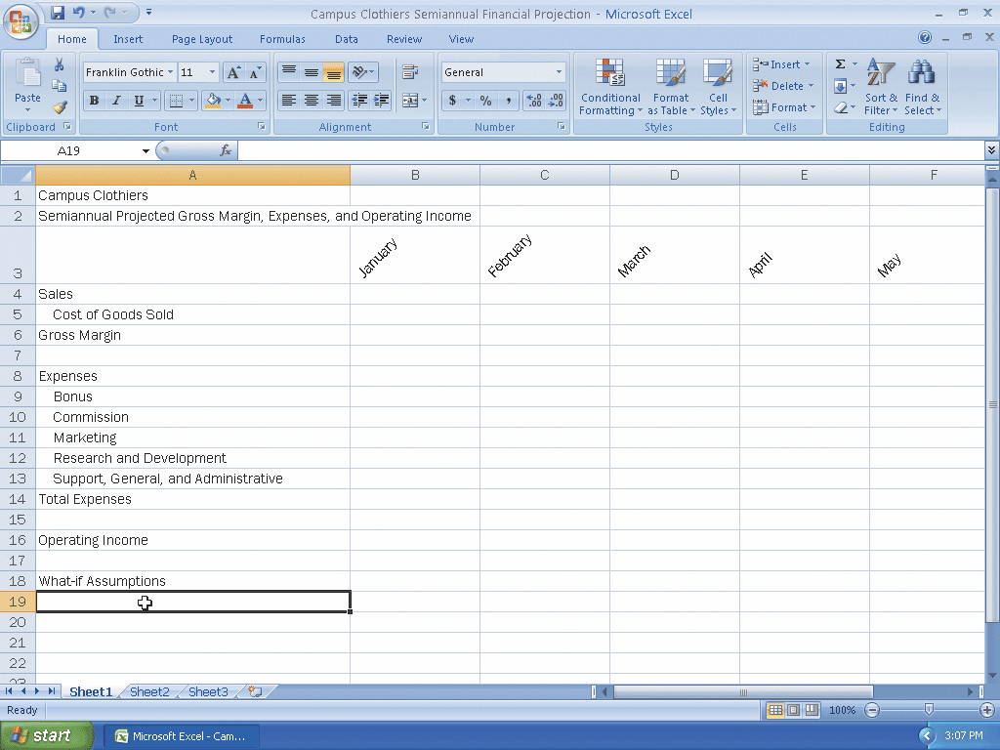 Campus Clothiers Semiannual Financial Projection - Microsoft Excel
Home Insert Page Layout Formulas Data Review View
Paste
Clipboard
Franklin Gothic 11
A A
B I U
A
Font
Alignment
General
$ % ,
.00 .00
Number
Conditional Formatting
Format as Table
Cell Styles
Styles
Insert
Delete
Format
Cells
Σ
Sort & Filter
Find & Select
Editing
A19
fx
A B C D E F
1 Campus Clothiers
2 Semiannual Projected Gross Margin, Expenses, and Operating Income
3 January February March April May
4 Sales
5 Cost of Goods Sold
6 Gross Margin
7
8 Expenses
9 Bonus
10 Commission
11 Marketing
12 Research and Development
13 Support, General, and Administrative
14 Total Expenses
15
16 Operating Income
17
18 What-if Assumptions
19
20
21
22
23
Sheet1 Sheet2 Sheet3
Ready
100%
start
Microsoft Excel - Cam...
3:07 PM